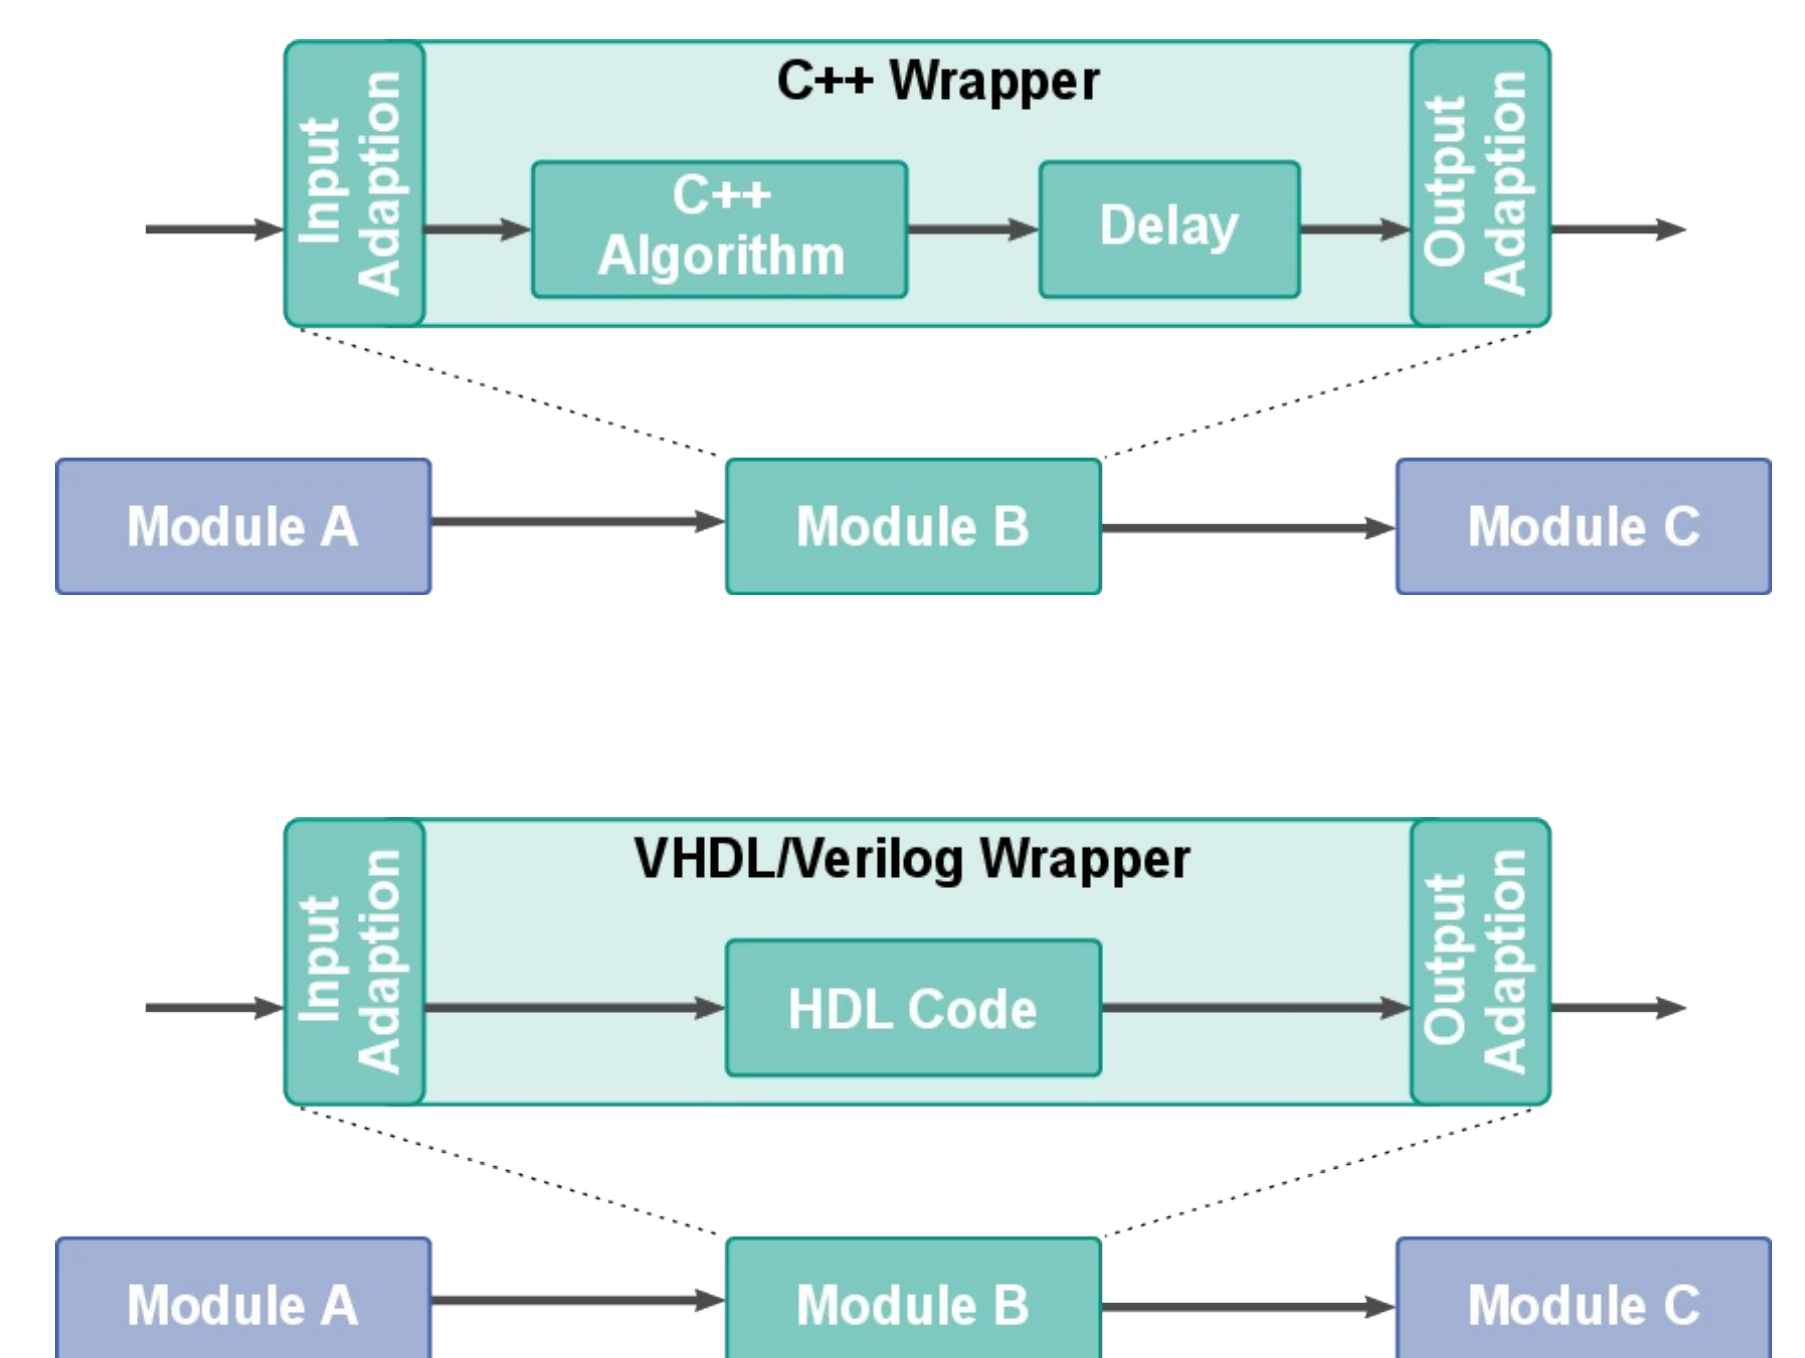 C++ Wrapper
Input
Adaption
C++
Algorithm
Delay
Output
Adaption
Module A
Module B
Module C
VHDL/Verilog Wrapper
Input
Adaption
HDL Code
Output
Adaption
Module A
Module B
Module C